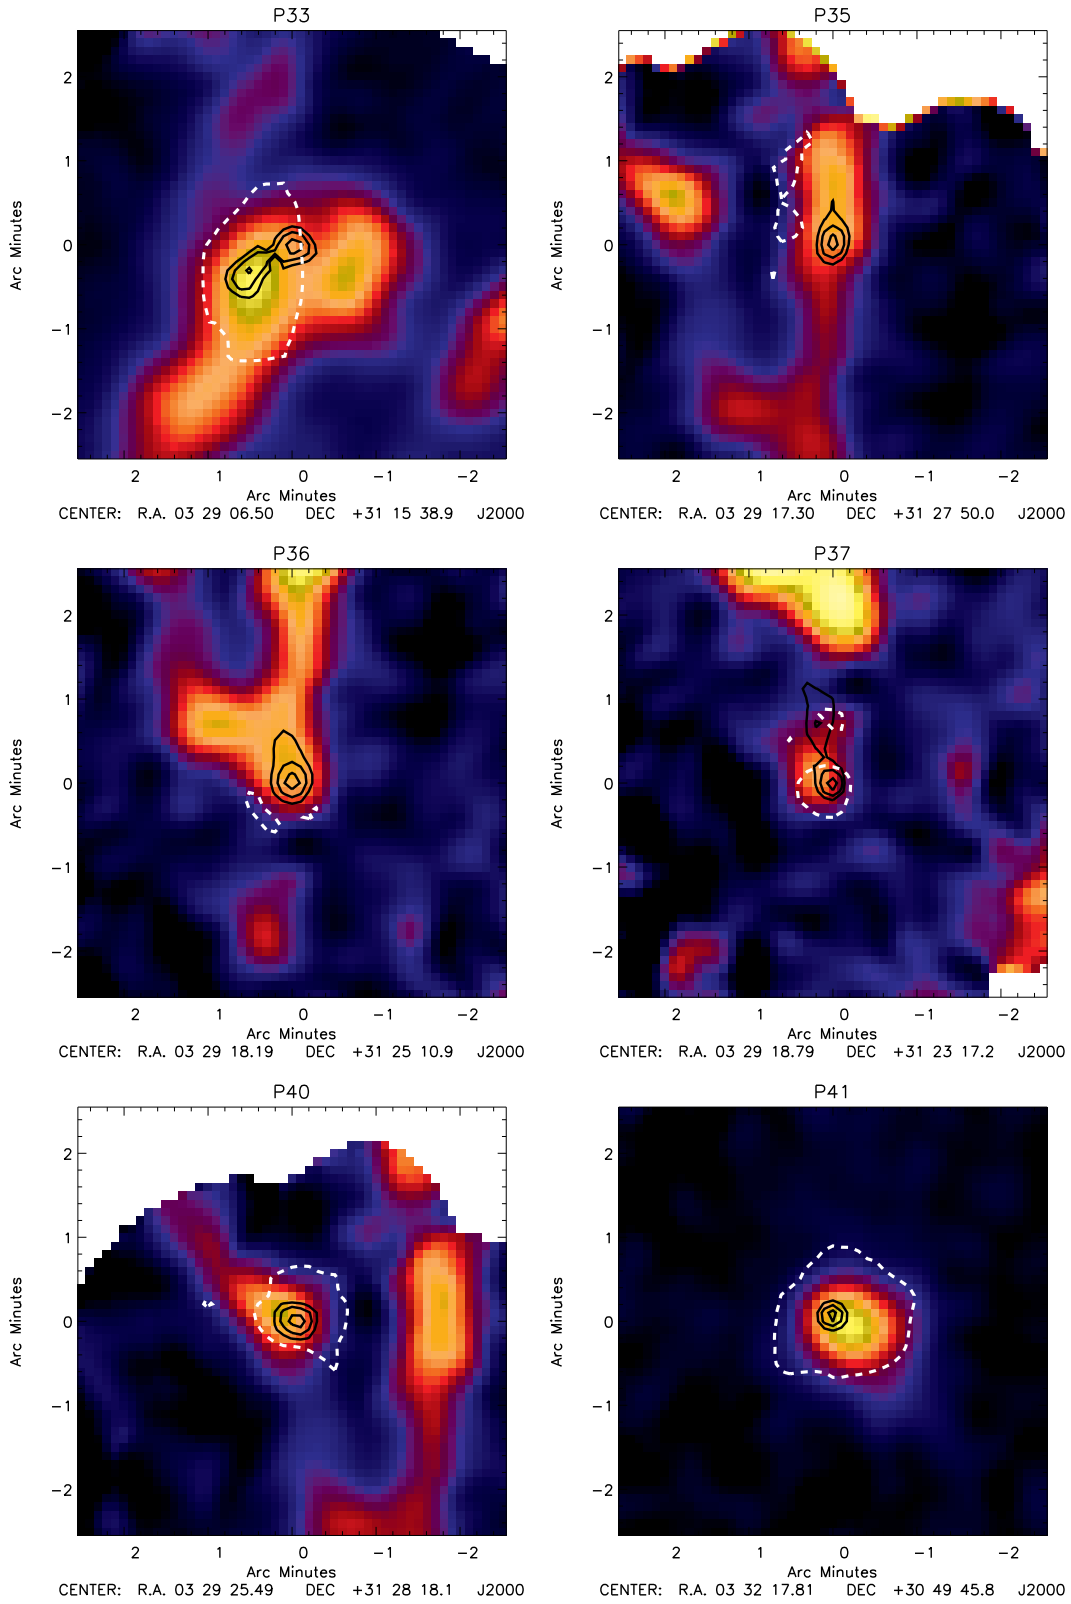 P33 P35
2 2
1 1
Arc Minutes 0 Arc Minutes 0
−1 −1
−2 −2
2 1 0 −1 −2 2 1 0 −1 −2
Arc Minutes Arc Minutes
CENTER: R.A. 03 29 06.50 DEC +31 15 38.9 J2000 CENTER: R.A. 03 29 17.30 DEC +31 27 50.0 J2000
P36 P37
2 2
1 1
Arc Minutes 0 Arc Minutes 0
−1 −1
−2 −2
2 1 0 −1 −2 2 1 0 −1 −2
Arc Minutes Arc Minutes
CENTER: R.A. 03 29 18.19 DEC +31 25 10.9 J2000 CENTER: R.A. 03 29 18.79 DEC +31 23 17.2 J2000
P40 P41
2 2
1 1
Arc Minutes 0 Arc Minutes 0
−1 −1
−2 −2
2 1 0 −1 −2 2 1 0 −1 −2
Arc Minutes Arc Minutes
CENTER: R.A. 03 29 25.49 DEC +31 28 18.1 J2000 CENTER: R.A. 03 32 17.81 DEC +30 49 45.8 J2000